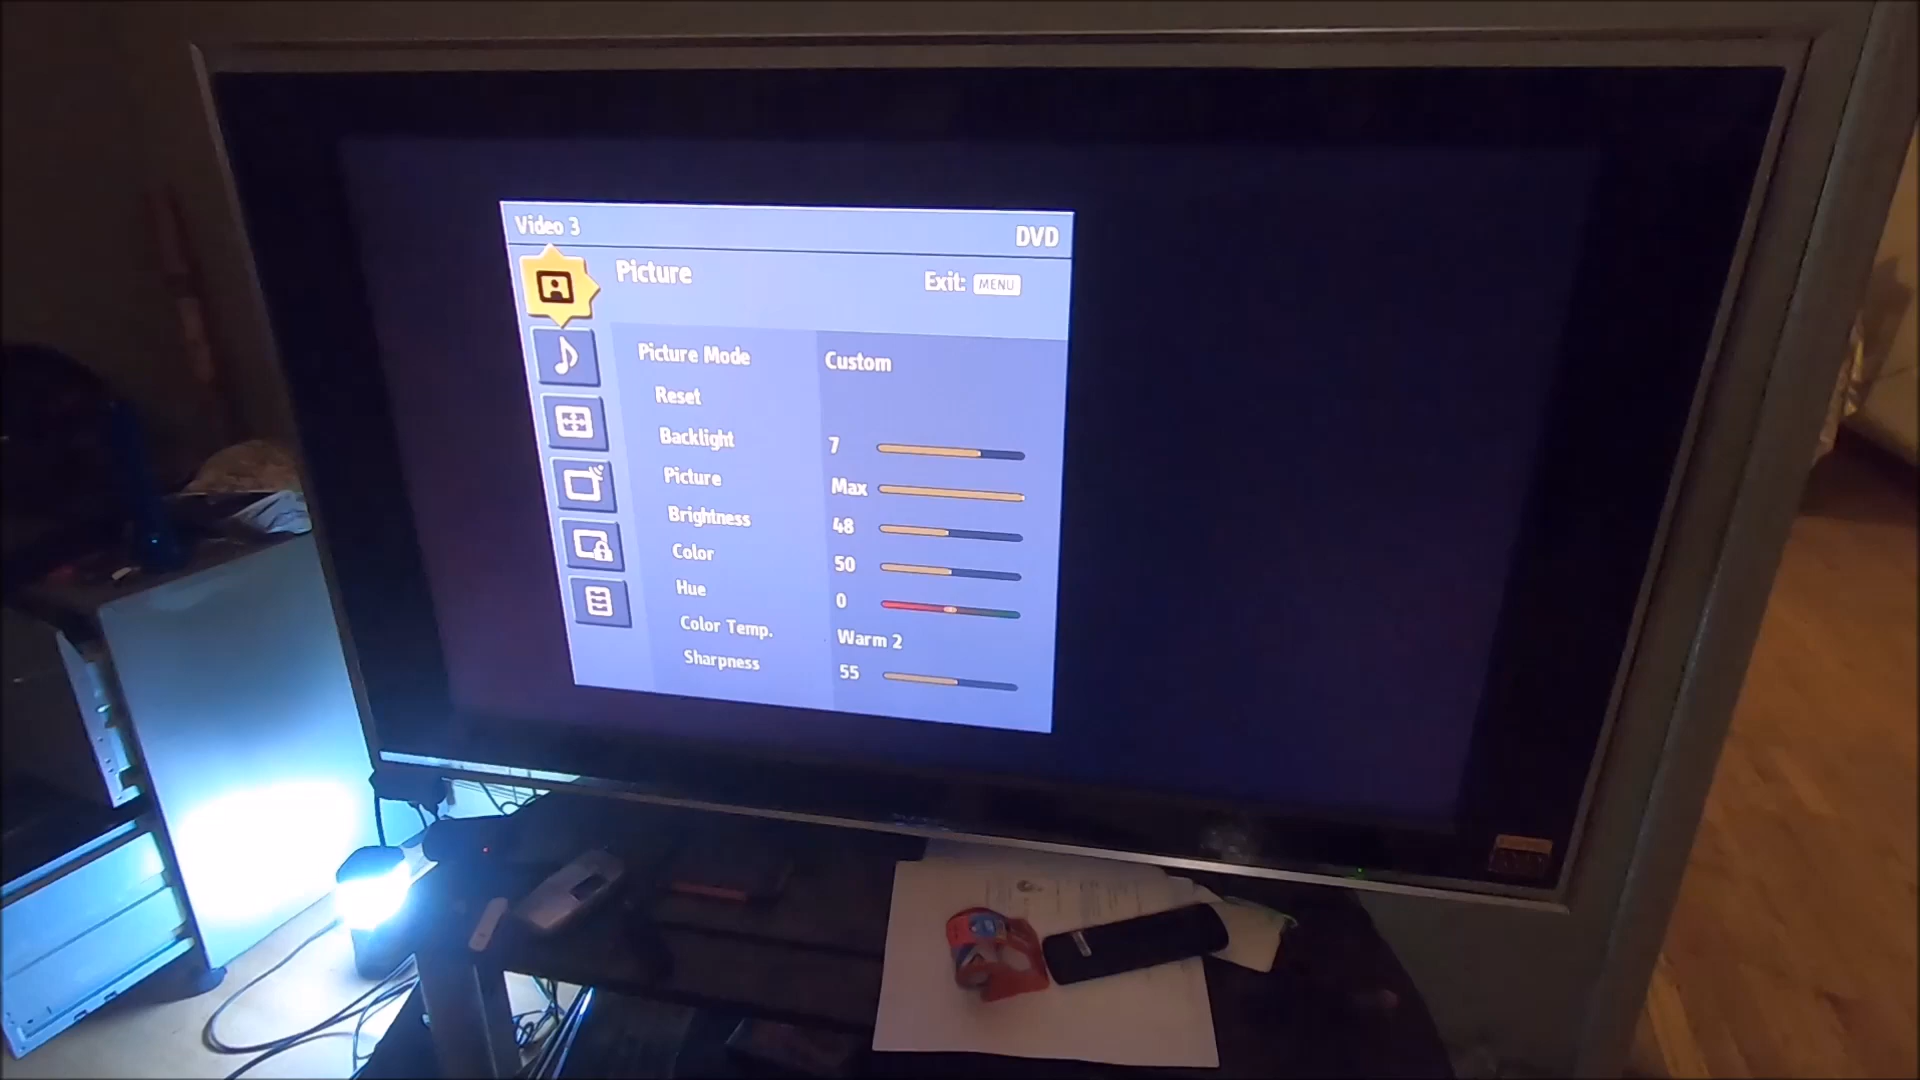 Video 3
DVD
Picture
Exit: MENU
Picture Mode Custom
Reset
Backlight 7
Picture Max
Brightness 48
Color 50
Hue 0
Color Temp. Warm 2
Sharpness 55